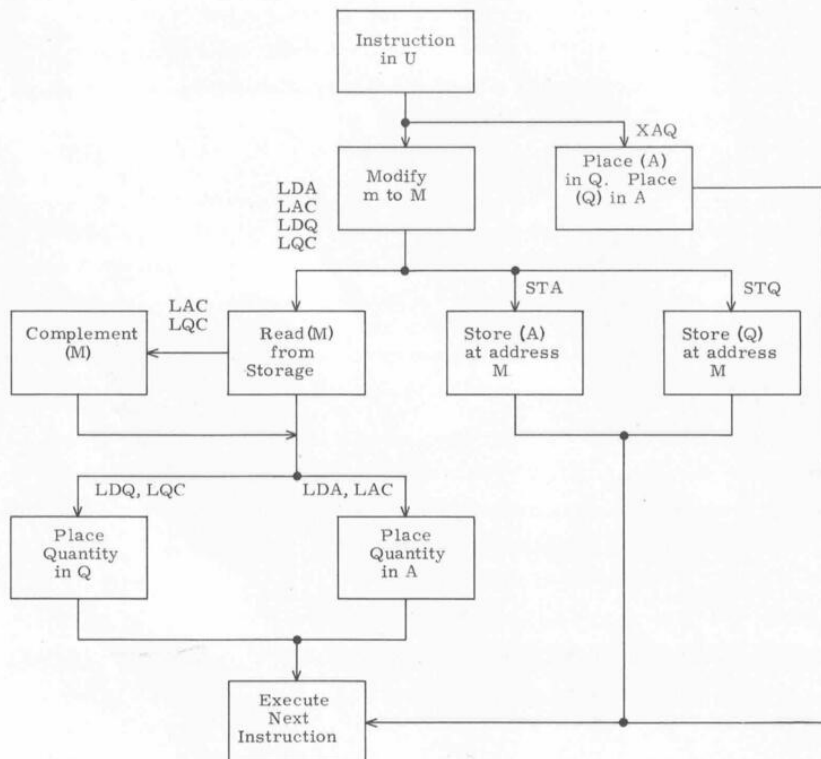 Instruction
in U
XAQ
Modify
m to M
Place (A)
in Q. Place
(Q) in A
LDA
LAC
LDQ
LQC
STA
STQ
LAC
LQC
Complement
(M)
Read (M)
from
Storage
Store (A)
at address
M
Store (Q)
at address
M
LDQ, LQC
LDA, LAC
Place
Quantity
in Q
Place
Quantity
in A
Execute
Next
Instruction